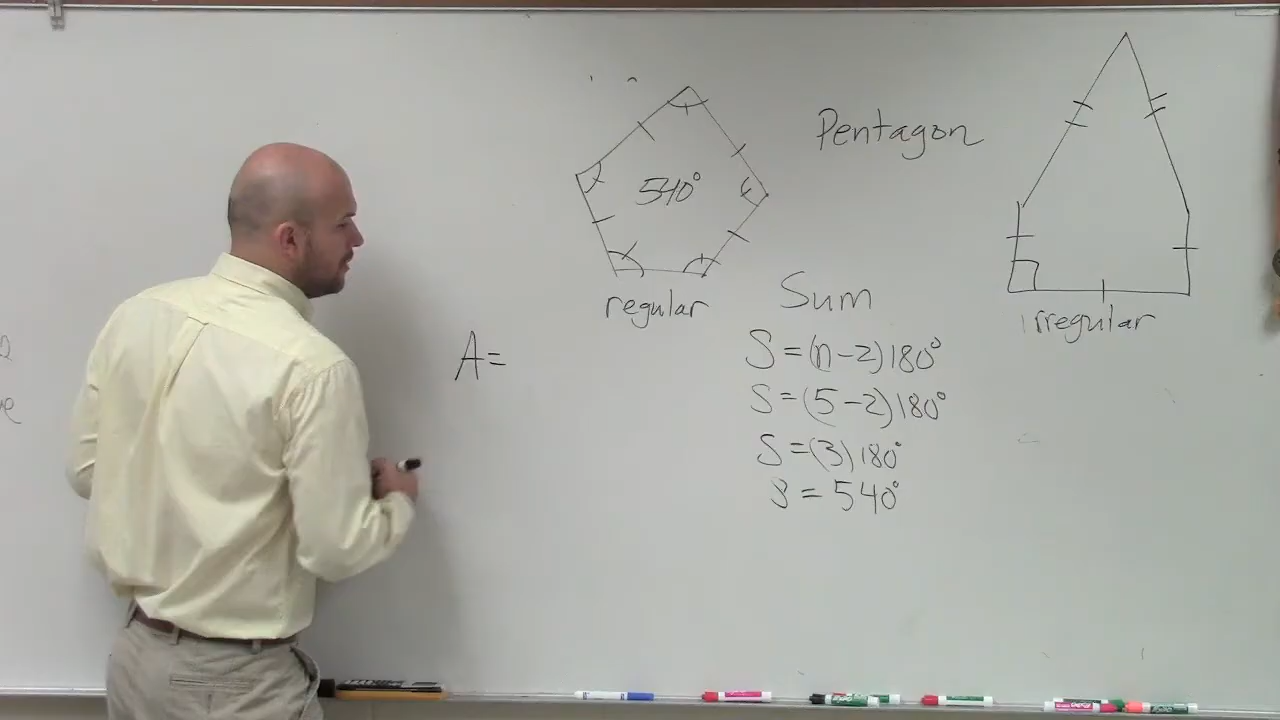 Pentagon
540°
regular
Sum
irregular
A=
S=(n-2)180°
S=(5-2)180°
S=(3)180°
S=540°